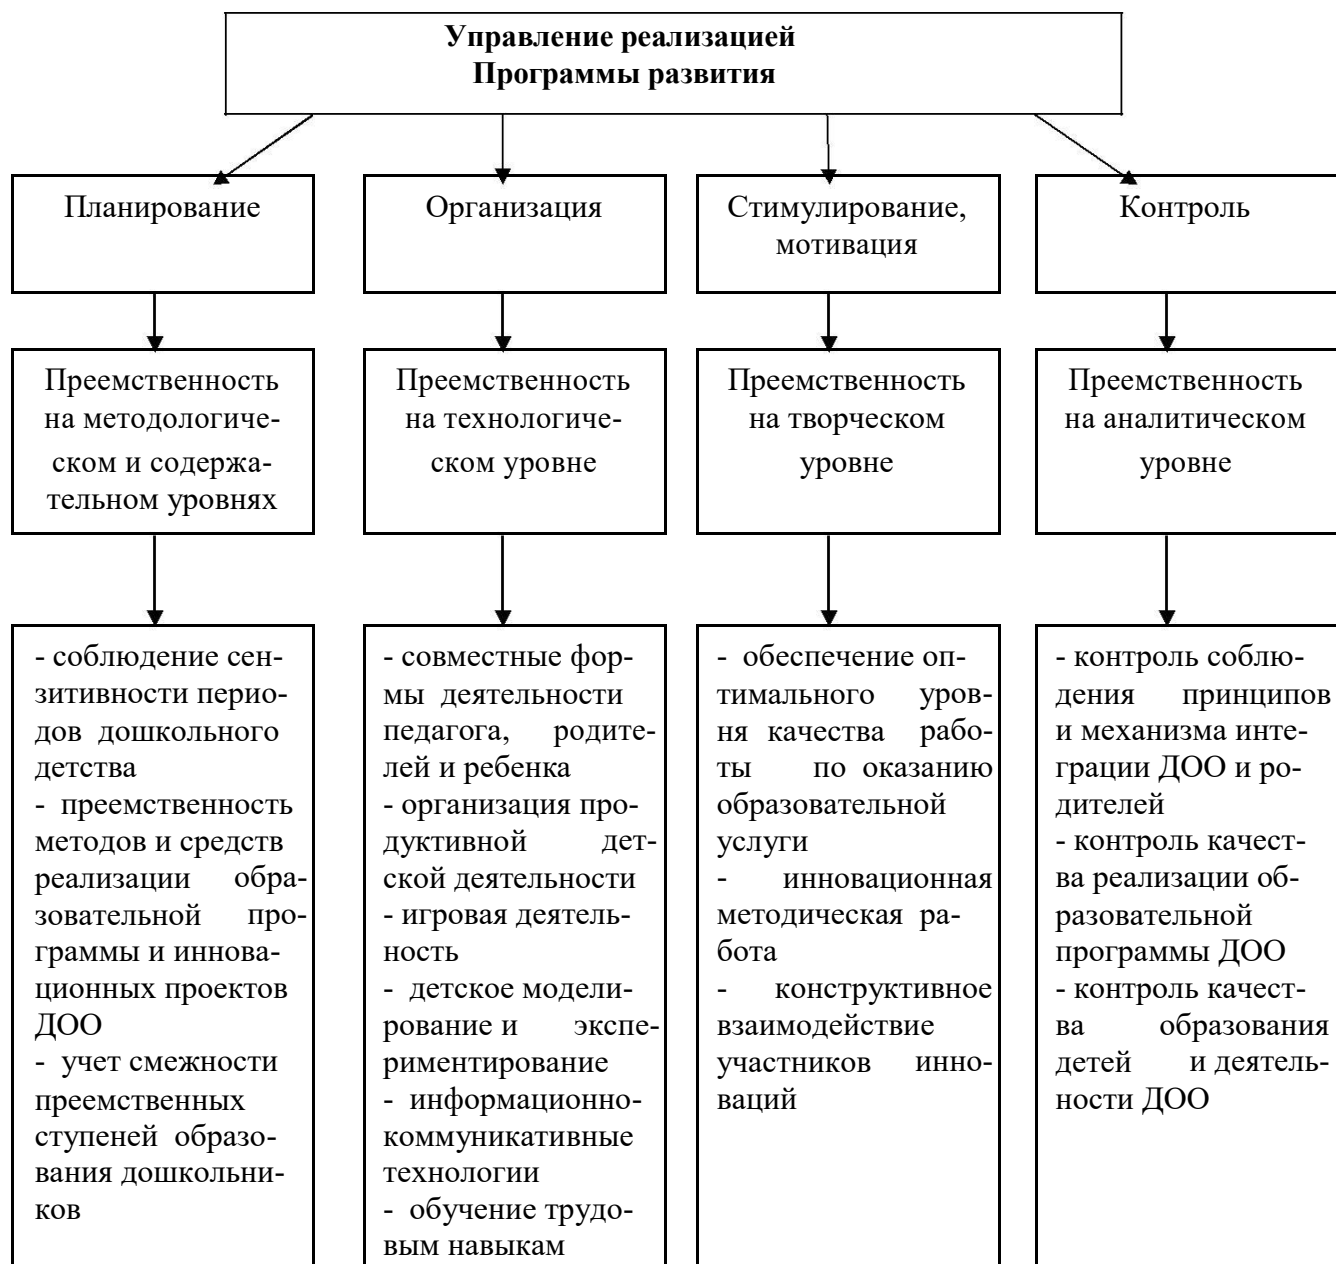 Управление реализацией
Программы развития
Планирование
Организация
Стимулирование,
мотивация
Контроль
Преемственность
на методологиче-
ском и содержа-
тельном уровнях
Преемственность
на технологиче-
ском уровне
Преемственность
на творческом
уровне
Преемственность
на аналитическом
уровне
- соблюдение сен-
зитивности перио-
дов дошкольного
детства
- преемственность
методов и средств
реализации обра-
зовательной про-
граммы и иннова-
ционных проектов
ДОО
- учет смежности
преемственных
ступеней образо-
вания дошкольни-
ков
- совместные фор-
мы деятельности
педагога, родите-
лей и ребенка
- организация про-
дуктивной дет-
ской деятельности
- игровая деятель-
ность
- детское модели-
рование и экспе-
риментирование
- информационно-
коммуникативные
технологии
- обучение трудо-
вым навыкам
- обеспечение оп-
тимального уров-
ня качества рабо-
ты по оказанию
образовательной
услуги
- инновационная
методическая ра-
бота
- конструктивное
взаимодействие
участников инно-
ваций
- контроль соблю-
дения принципов
и механизма инте-
грации ДОО и ро-
дителей
- контроль качест-
ва реализации об-
разовательной
программы ДОО
- контроль качест-
ва образования
детей и деятель-
ности ДОО